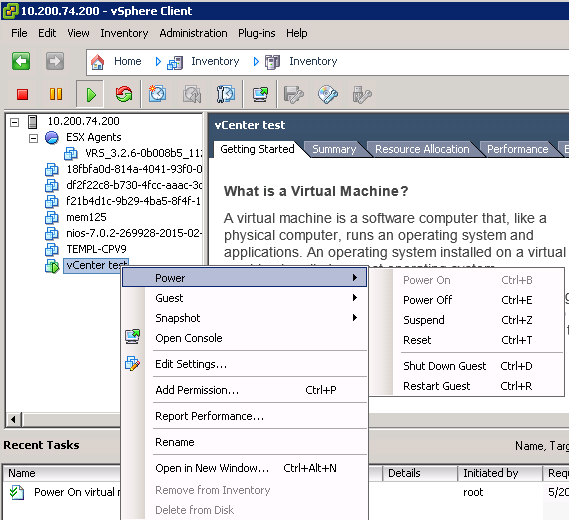 10.200.74.200 - vSphere Client
File Edit View Inventory Administration Plug-ins Help
Home Inventory Inventory
10.200.74.200
ESX Agents
VRS_3.2.6-0b008b5_112
18fbfa0d-814a-4041-93f0-0
df2f22c8-b730-4fcc-aaac-3c
f21b4d1c-9b29-4ba5-8f4f-1
mem125
nios-7.0.2-269928-2015-02-
TEMPL-CPV9
vCenter test
vCenter test
Getting Started Summary Resource Allocation Performance E
What is a Virtual Machine?
A virtual machine is a software computer that, like a
physical computer, runs an operating system and
applications. An operating system installed on a virtual
Power
Guest
Snapshot
Open Console
Edit Settings...
Add Permission... Ctrl+P
Report Performance...
Rename
Open in New Window... Ctrl+Alt+N
Remove from Inventory
Delete from Disk
Power On Ctrl+B
Power Off Ctrl+E
Suspend Ctrl+Z
Reset Ctrl+T
Shut Down Guest Ctrl+D
Restart Guest Ctrl+R
Recent Tasks
Name, Targ
Name Details Initiated by Requ
Power On virtual root 5/20